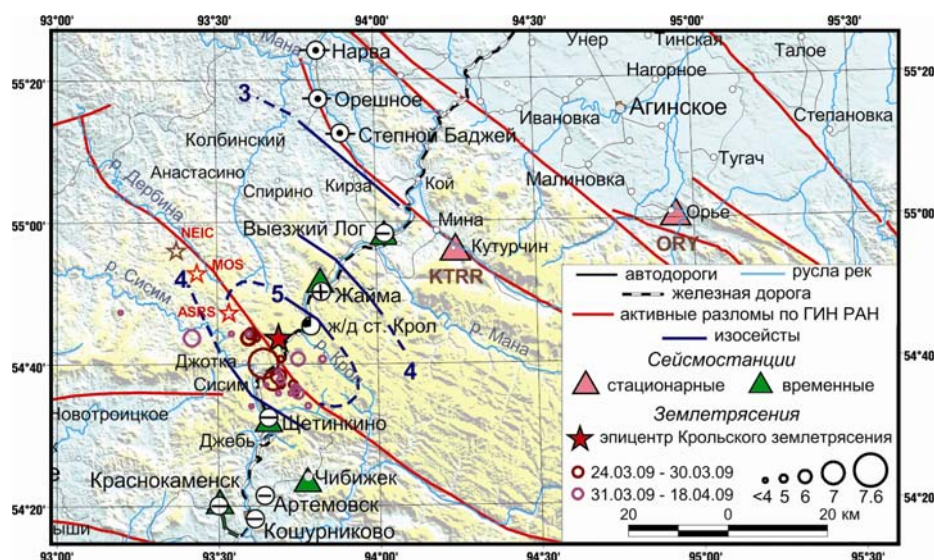 93°00' 93°30' 94°00' 94°30' 95°00' 95°30'
55°20' 55°20'
55°00' 55°00'
54°40' 54°40'
54°20' 54°20'
93°00' 93°30' 94°00' 94°30' 95°00' 95°30'
р. Мана
Нарва
Унер
Тинская
Талое
Нагорное
Орешное
Агинское
Ивановка
Степановка
3
Степной Баджей
Колбинский
Тугач
Анастасино
Малиновка
Спирино
Кирза
Кой
р. Дербина
Мина
Орье
Выезжий Лог
NEIC
Кутурчин
ORY
KTRR
MOS
р. Сисим
4
5
Жайма
ASRS
ж/д ст. Крол
р. Мана
Джотка
р. Крол
4
Сисим
Новотроицкое
Щетинкино
Джебь
Краснокаменск
Чибижек
Артемовск
Кошурниково
ыши
автодороги
русла рек
железная дорога
активные разломы по ГИН РАН
изосейсты
Сейсмостанции
стационарные
временные
Землетрясения
эпицентр Крольского землетрясения
24.03.09 - 30.03.09
31.03.09 - 18.04.09
<4 5 6 7 7.6
20 0 20 км